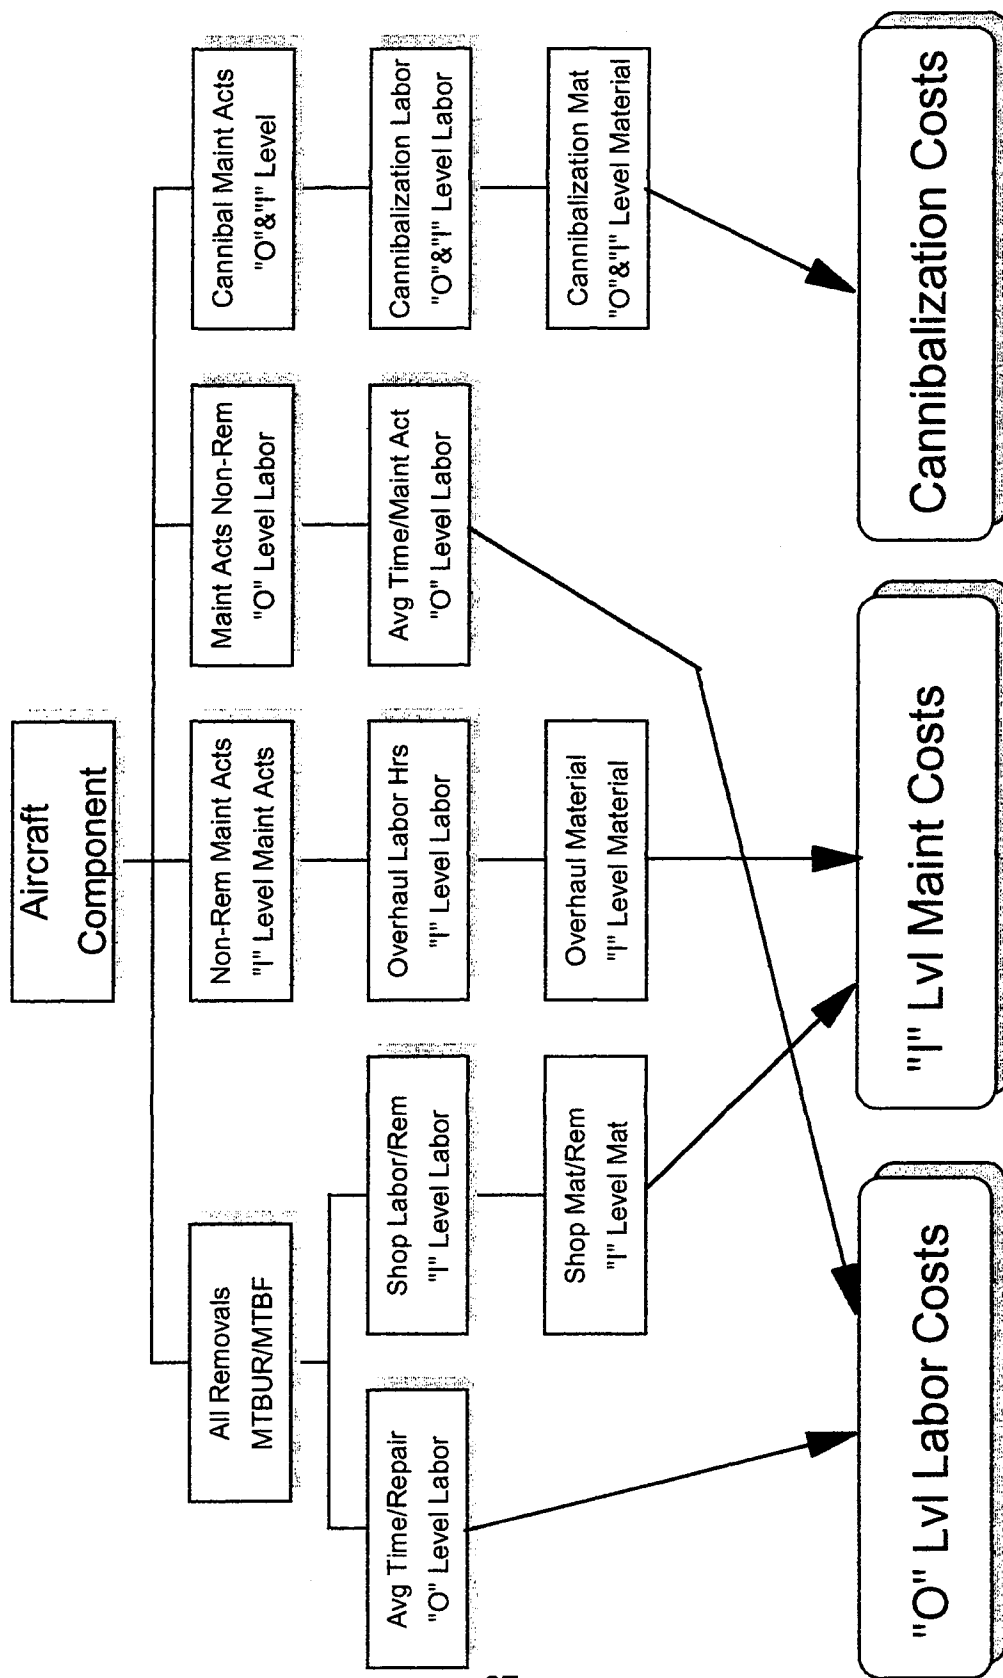 Aircraft
Component
All Removals
MTBUR/MTBF
Non-Rem Maint Acts
"I" Level Maint Acts
Maint Acts Non-Rem
"O" Level Labor
Cannibal Maint Acts
"O"&"I" Level
Avg Time/Repair
"O" Level Labor
Shop Labor/Rem
"I" Level Labor
Overhaul Labor Hrs
"I" Level Labor
Avg Time/Maint Act
"O" Level Labor
Cannibalization Labor
"O"&"I" Level Labor
Shop Mat/Rem
"I" Level Mat
Overhaul Material
"I" Level Material
Cannibalization Mat
"O"&"I" Level Material
"O" Lvl Labor Costs
"I" Lvl Maint Costs
Cannibalization Costs